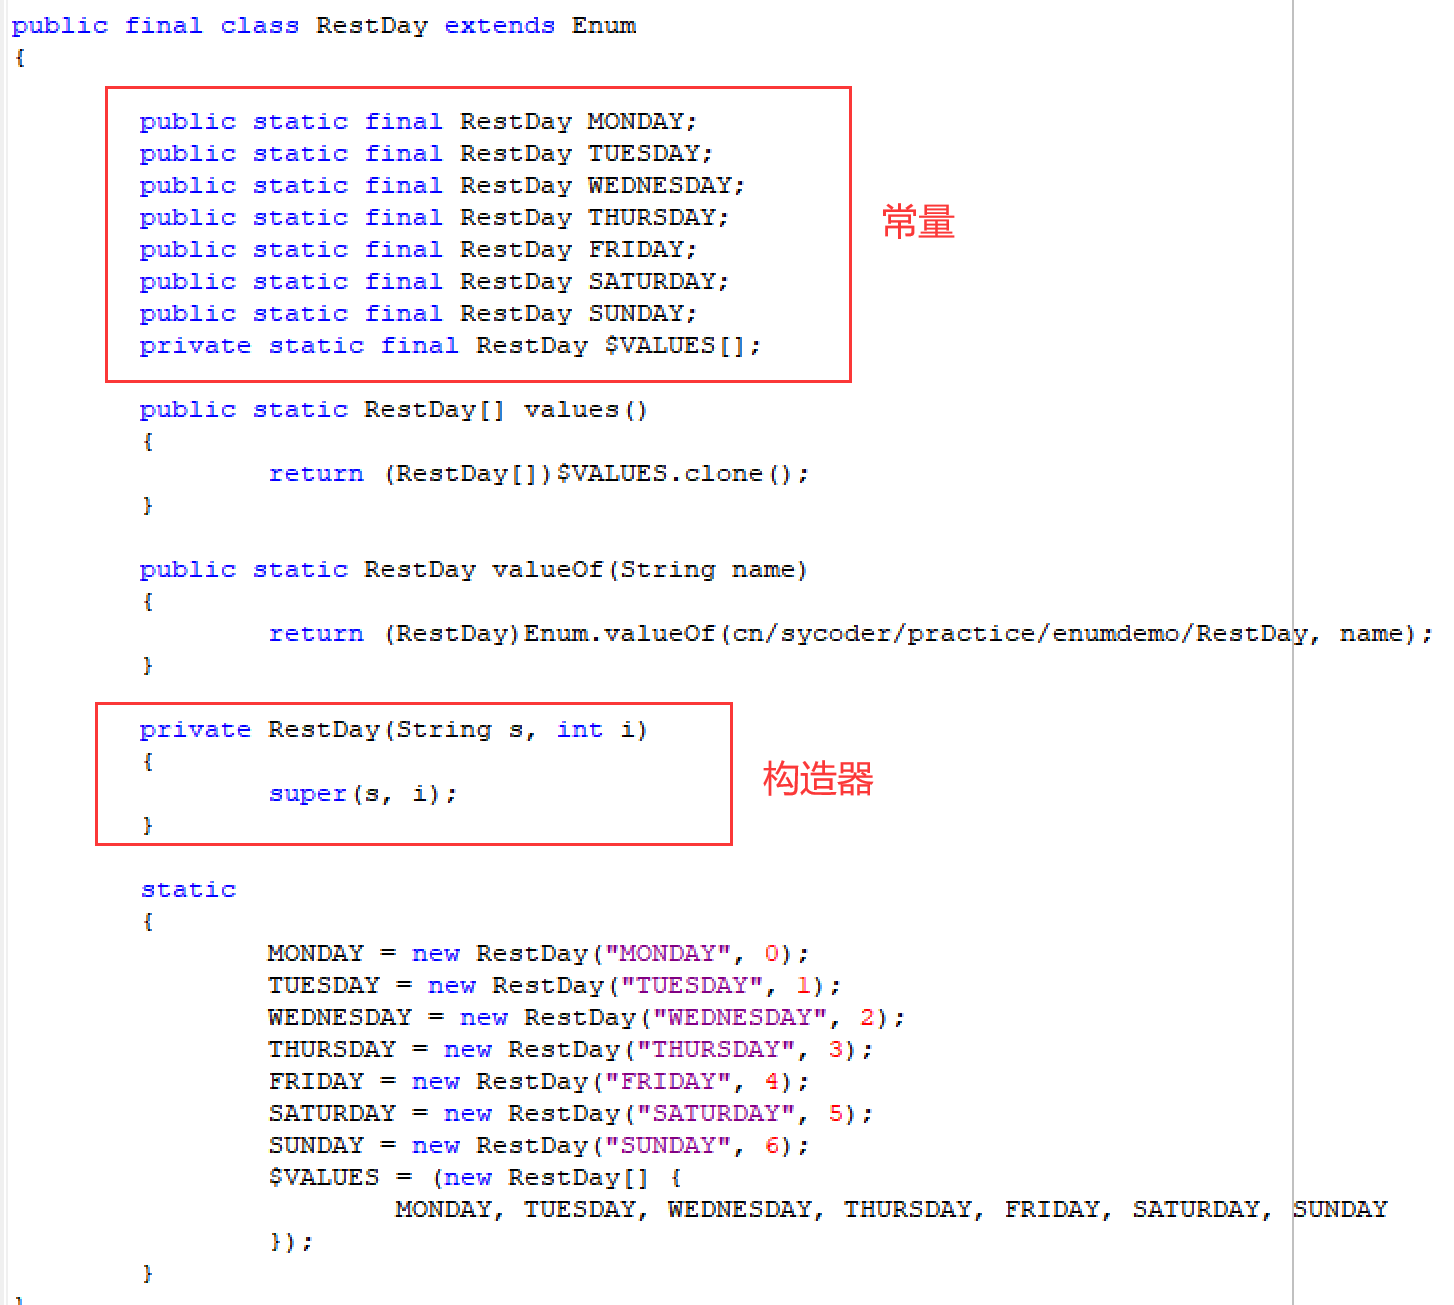 public final class RestDay extends Enum
{
public static final RestDay MONDAY;
public static final RestDay TUESDAY;
public static final RestDay WEDNESDAY;
public static final RestDay THURSDAY;
常量
public static final RestDay FRIDAY;
public static final RestDay SATURDAY;
public static final RestDay SUNDAY;
private static final RestDay $VALUES[];
public static RestDay[] values()
{
return (RestDay[])$VALUES.clone();
}
public static RestDay valueOf(String name)
{
return (RestDay)Enum.valueOf(cn/sycoder/practice/enumdemo/RestDay, name);
}
private RestDay(String s, int i)
{
构造器
super(s, i);
}
static
{
MONDAY = new RestDay("MONDAY", 0);
TUESDAY = new RestDay("TUESDAY", 1);
WEDNESDAY = new RestDay("WEDNESDAY", 2);
THURSDAY = new RestDay("THURSDAY", 3);
FRIDAY = new RestDay("FRIDAY", 4);
SATURDAY = new RestDay("SATURDAY", 5);
SUNDAY = new RestDay("SUNDAY", 6);
$VALUES = (new RestDay[] {
MONDAY, TUESDAY, WEDNESDAY, THURSDAY, FRIDAY, SATURDAY, SUNDAY
});
}
}